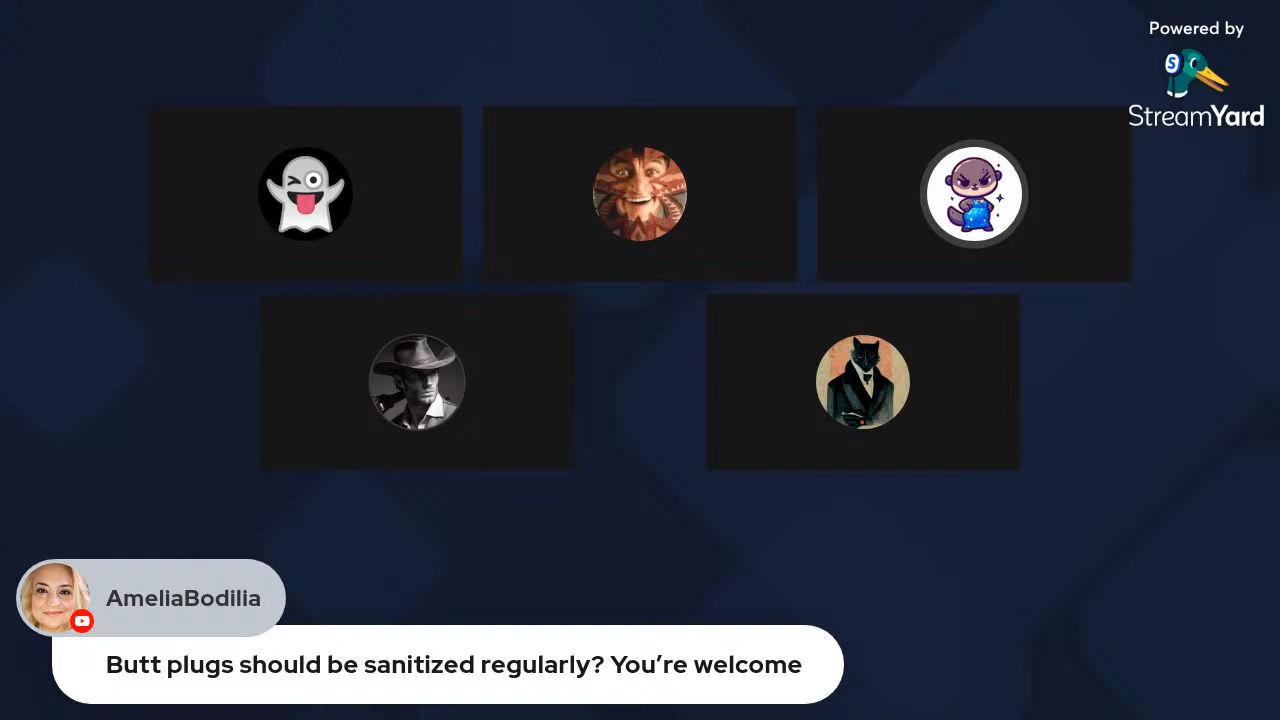 Powered by
S
StreamYard
AmeliaBodilia
Butt plugs should be sanitized regularly? You’re welcome